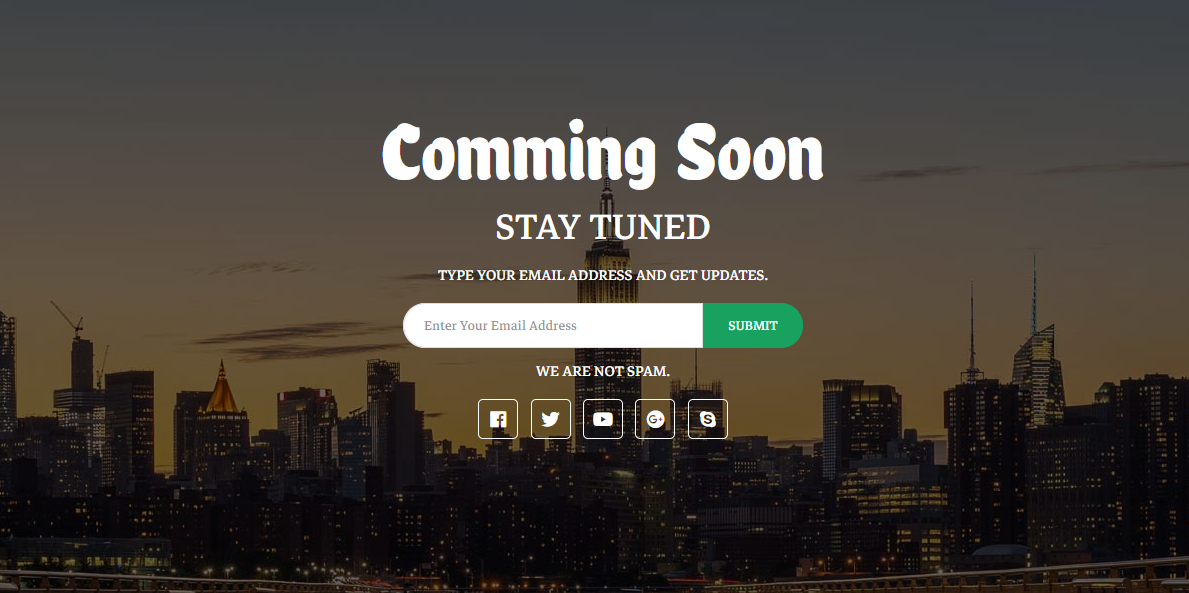 Comming Soon
STAY TUNED
TYPE YOUR EMAIL ADDRESS AND GET UPDATES.
Enter Your Email Address
SUBMIT
WE ARE NOT SPAM.